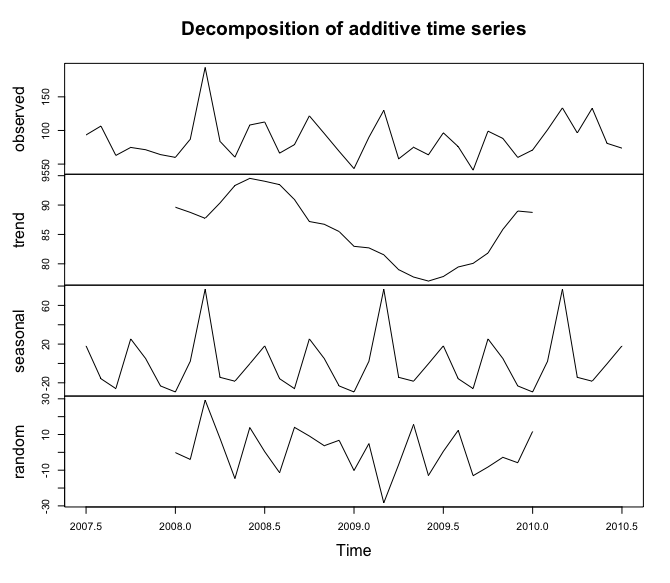 Decomposition of additive time series
observed
50 100 150
trend
80 85 90 95
seasonal
-20 20 60
random
-30 -10 10 30
2007.5 2008.0 2008.5 2009.0 2009.5 2010.0 2010.5
Time